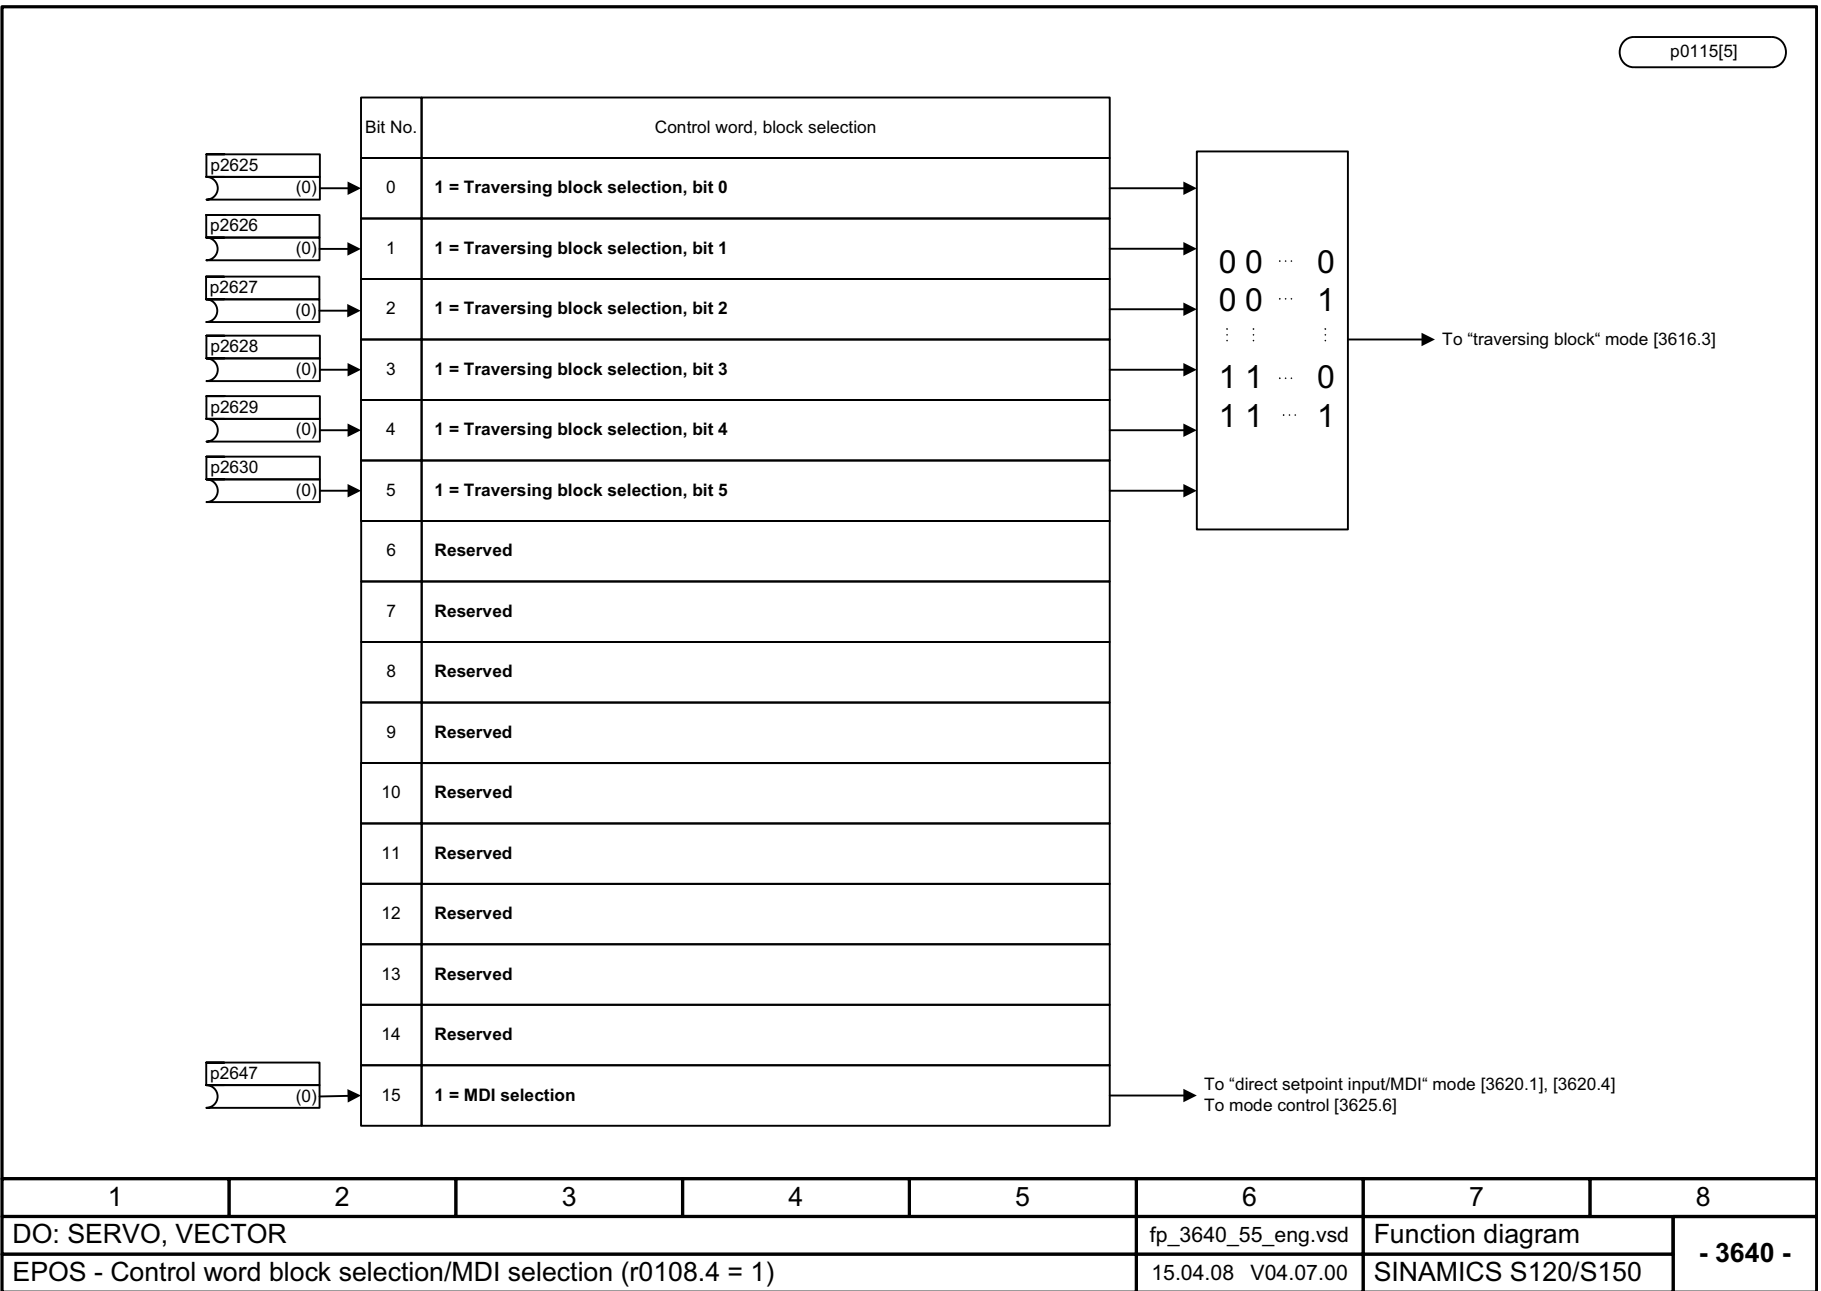 p0115[5]
Bit No. Control word, block selection
p2625
(0) 0 1 = Traversing block selection, bit 0
p2626
(0) 1 1 = Traversing block selection, bit 1
p2627
(0) 2 1 = Traversing block selection, bit 2
p2628
(0) 3 1 = Traversing block selection, bit 3
p2629
(0) 4 1 = Traversing block selection, bit 4
p2630
(0) 5 1 = Traversing block selection, bit 5
0 0 ... 0
0 0 ... 1
⋮ ⋮ ⋮
1 1 ... 0
1 1 ... 1
To “traversing block“ mode [3616.3]
6 Reserved
7 Reserved
8 Reserved
9 Reserved
10 Reserved
11 Reserved
12 Reserved
13 Reserved
14 Reserved
p2647
(0) 15 1 = MDI selection
To “direct setpoint input/MDI“ mode [3620.1], [3620.4]
To mode control [3625.6]
1 2 3 4 5 6 7 8
DO: SERVO, VECTOR fp_3640_55_eng.vsd Function diagram
- 3640 -
EPOS - Control word block selection/MDI selection (r0108.4 = 1) 15.04.08 V04.07.00 SINAMICS S120/S150